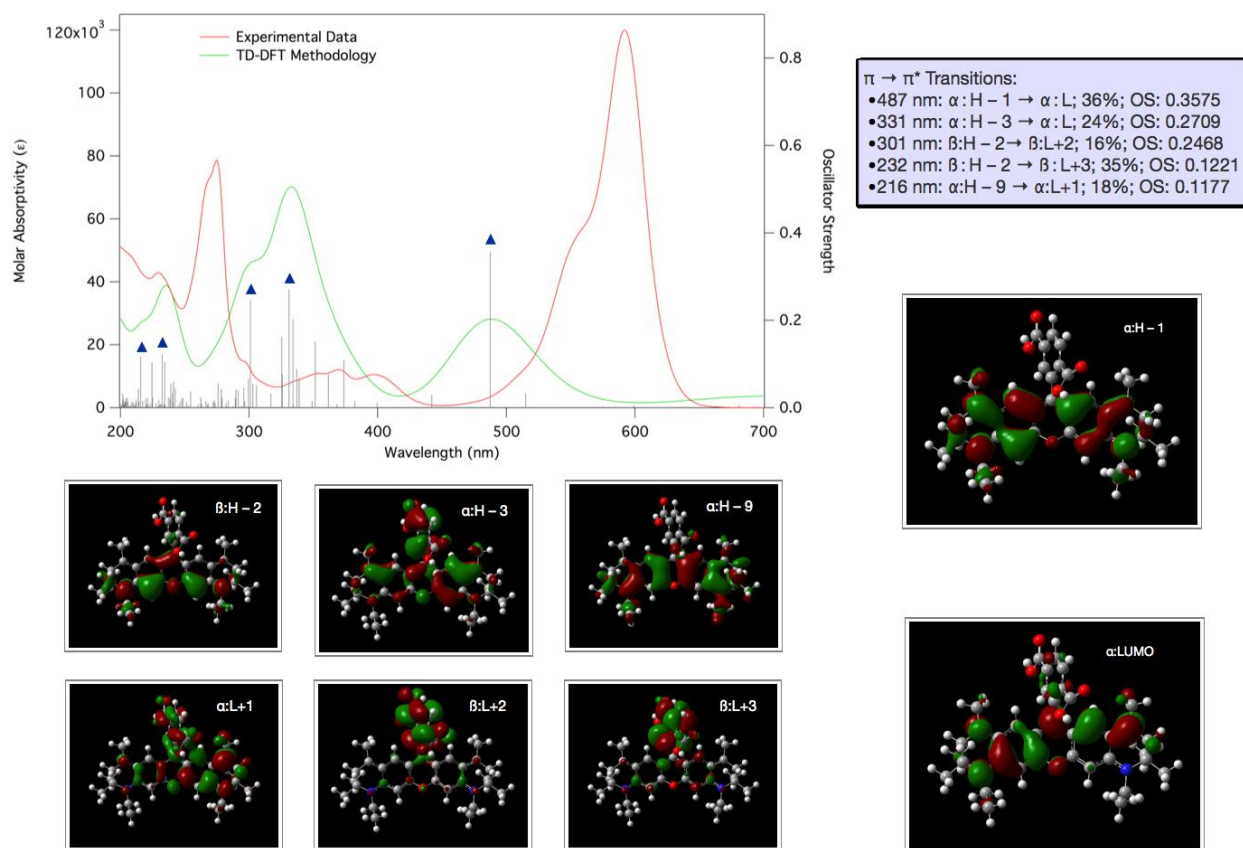 120x10³
100
80
60
40
20
0
Molar Absorptivity (ε)
Experimental Data
TD-DFT Methodology
0.8
0.6
0.4
0.2
0.0
Oscillator Strength
200
300
400
500
600
700
Wavelength (nm)
π → π* Transitions:
•487 nm: α:H – 1 → α:L; 36%; OS: 0.3575
•331 nm: α:H – 3 → α:L; 24%; OS: 0.2709
•301 nm: ß:H – 2→ ß:L+2; 16%; OS: 0.2468
•232 nm: ß:H – 2 → ß:L+3; 35%; OS: 0.1221
•216 nm: α:H – 9 → α:L+1; 18%; OS: 0.1177
α:H – 1
ß:H – 2
α:H – 3
α:H – 9
α:LUMO
α:L+1
ß:L+2
ß:L+3